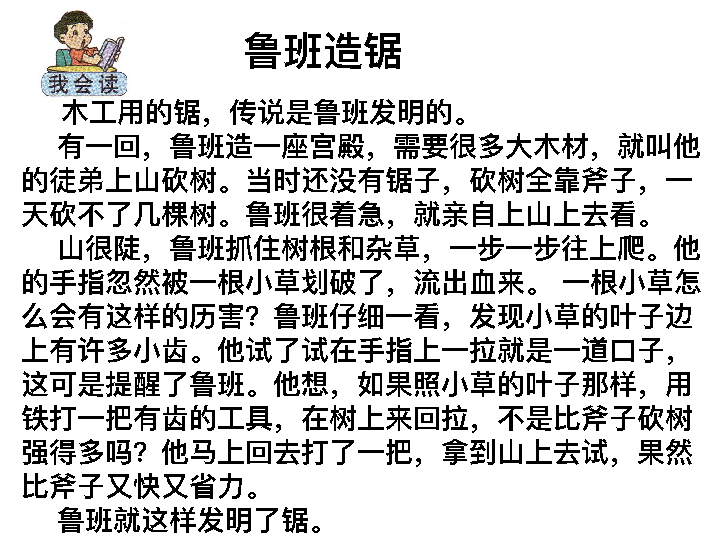 鲁班造锯
我会读
木工用的锯，传说是鲁班发明的。
有一回，鲁班造一座宫殿，需要很多大木材，就叫他
的徒弟上山砍树。当时还没有锯子，砍树全靠斧子，一
天砍不了几棵树。鲁班很着急，就亲自上山上去看。
山很陡，鲁班抓住树根和杂草，一步一步往上爬。他
的手指忽然被一根小草划破了，流出血来。 一根小草怎
么会有这样的历害？鲁班仔细一看，发现小草的叶子边
上有许多小齿。他试了试在手指上一拉就是一道口子，
这可是提醒了鲁班。他想，如果照小草的叶子那样，用
铁打一把有齿的工具，在树上来回拉，不是比斧子砍树
强得多吗？他马上回去打了一把，拿到山上去试，果然
比斧子又快又省力。
鲁班就这样发明了锯。